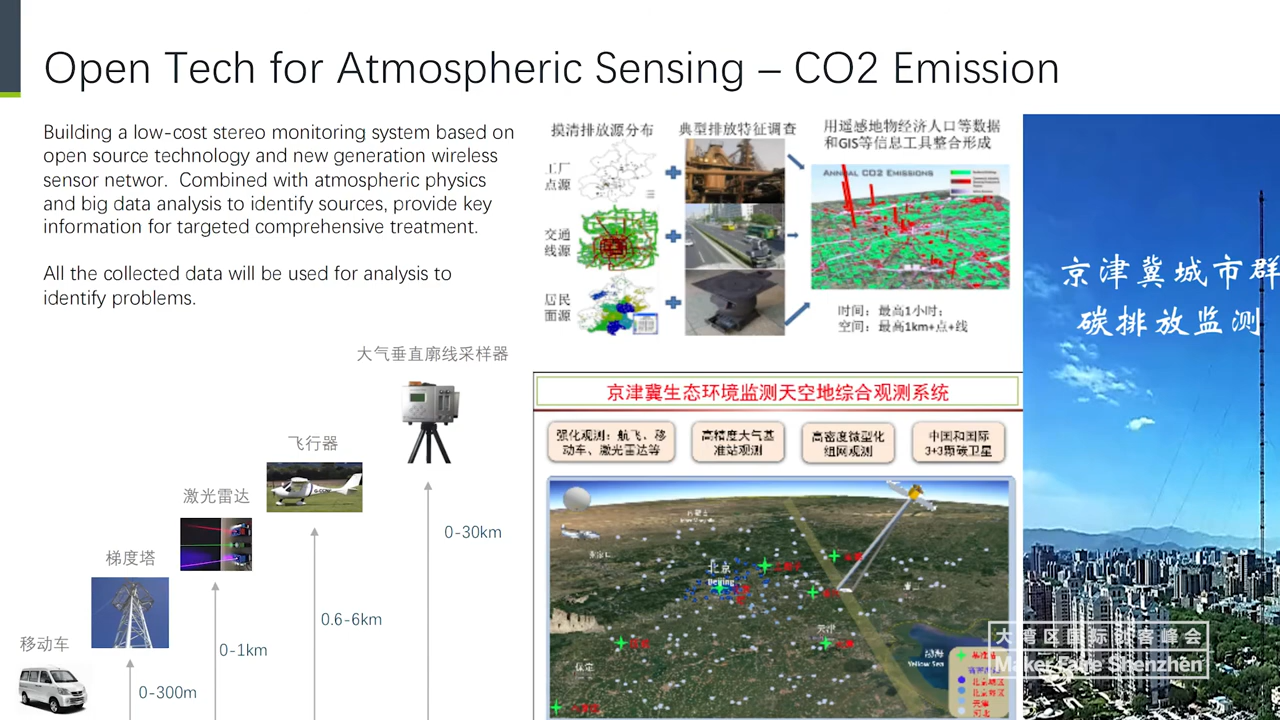 Open Tech for Atmospheric Sensing – CO2 Emission
Building a low-cost stereo monitoring system based on
open source technology and new generation wireless
sensor networ. Combined with atmospheric physics
and big data analysis to identify sources, provide key
information for targeted comprehensive treatment.
All the collected data will be used for analysis to
identify problems.
大气垂直廓线采样器
飞行器
激光雷达
梯度塔
移动车
0-30km
0.6-6km
0-1km
0-300m
摸清排放源分布
典型排放特征调查
用遥感地物经济人口等数据
和GIS等信息工具整合形成
工厂
点源
交通
线源
居民
面源
ANNUAL CO2 EMISSIONS
时间：最高1小时；
空间：最高1km+点+线
京津冀生态环境监测天空地综合观测系统
强化观测：航飞、移
动车、激光雷达等
高精度大气基
准站观测
高密度微型化
组网观测
中国和国际
3+3颗碳卫星
北京
Beijing
保定
渤海
Yellow Sea
京津冀城市群
碳排放监测
大湾区国际创客峰会
Maker Faire Shenzhen